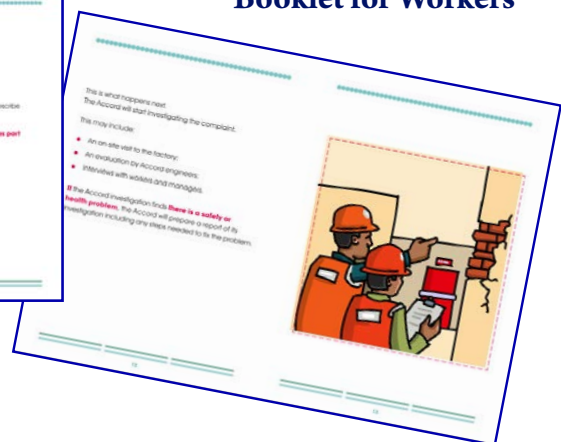 Booklet for Workers
scribe
as part
This is what happens next
The Accord will start investigating the complaint.
This may include:
• An on-site visit to the factory;
• An evaluation by Accord engineers;
• Interviews with workers and managers.
If the Accord investigation finds there is a safety or
health problem, the Accord will prepare a report of its
investigation including any steps needed to fix the problem.